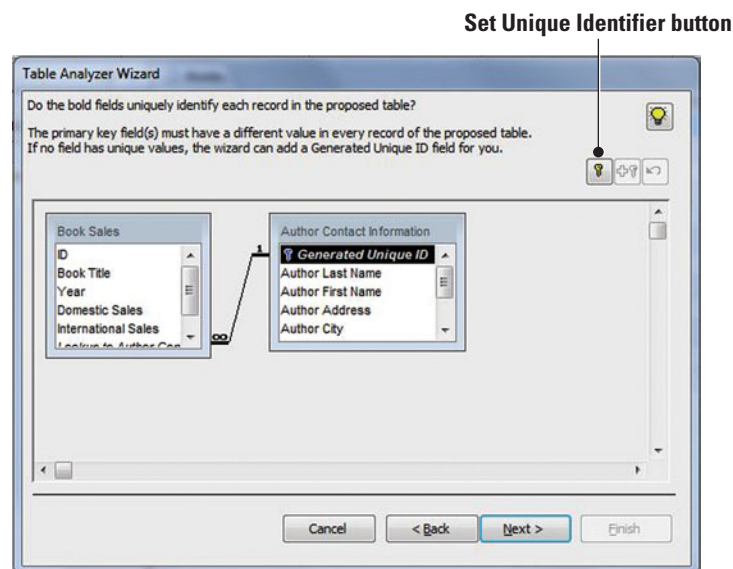 Set Unique Identifier button
Table Analyzer Wizard
Do the bold fields uniquely identify each record in the proposed table?
The primary key field(s) must have a different value in every record of the proposed table.
If no field has unique values, the wizard can add a Generated Unique ID field for you.
Book Sales
ID
Book Title
Year
Domestic Sales
International Sales
Lookup to Author Con
1
∞
Author Contact Information
Generated Unique ID
Author Last Name
Author First Name
Author Address
Author City
Cancel
< Back
Next >
Finish